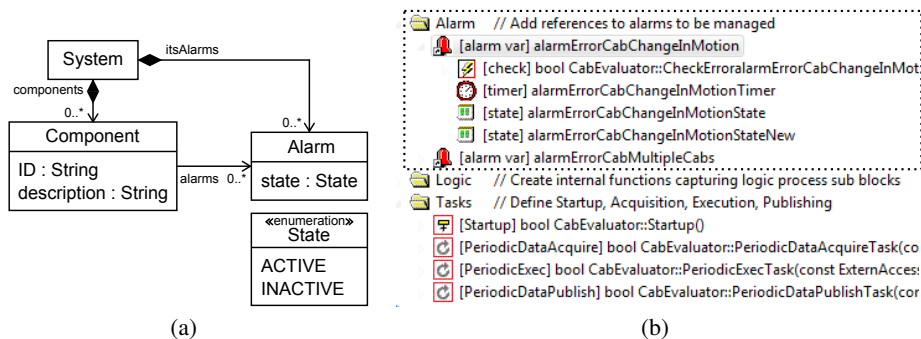 System
itsAlarms
components
0..*
0..*
Component
ID : String
description : String
alarms
0..*
Alarm
state : State
«enumeration»
State
ACTIVE
INACTIVE
(a)
Alarm // Add references to alarms to be managed
[alarm var] alarmErrorCabChangeInMotion
[check] bool CabEvaluator::CheckErroralarmErrorCabChangeInMot
[timer] alarmErrorCabChangeInMotionTimer
[state] alarmErrorCabChangeInMotionState
[state] alarmErrorCabChangeInMotionStateNew
[alarm var] alarmErrorCabMultipleCabs
Logic // Create internal functions capturing logic process sub blocks
Tasks // Define Startup, Acquisition, Execution, Publishing
[Startup] bool CabEvaluator::Startup()
[PeriodicDataAcquire] bool CabEvaluator::PeriodicDataAcquireTask(co
[PeriodicExec] bool CabEvaluator::PeriodicExecTask(const ExternAcces
[PeriodicDataPublish] bool CabEvaluator::PeriodicDataPublishTask(con
(b)